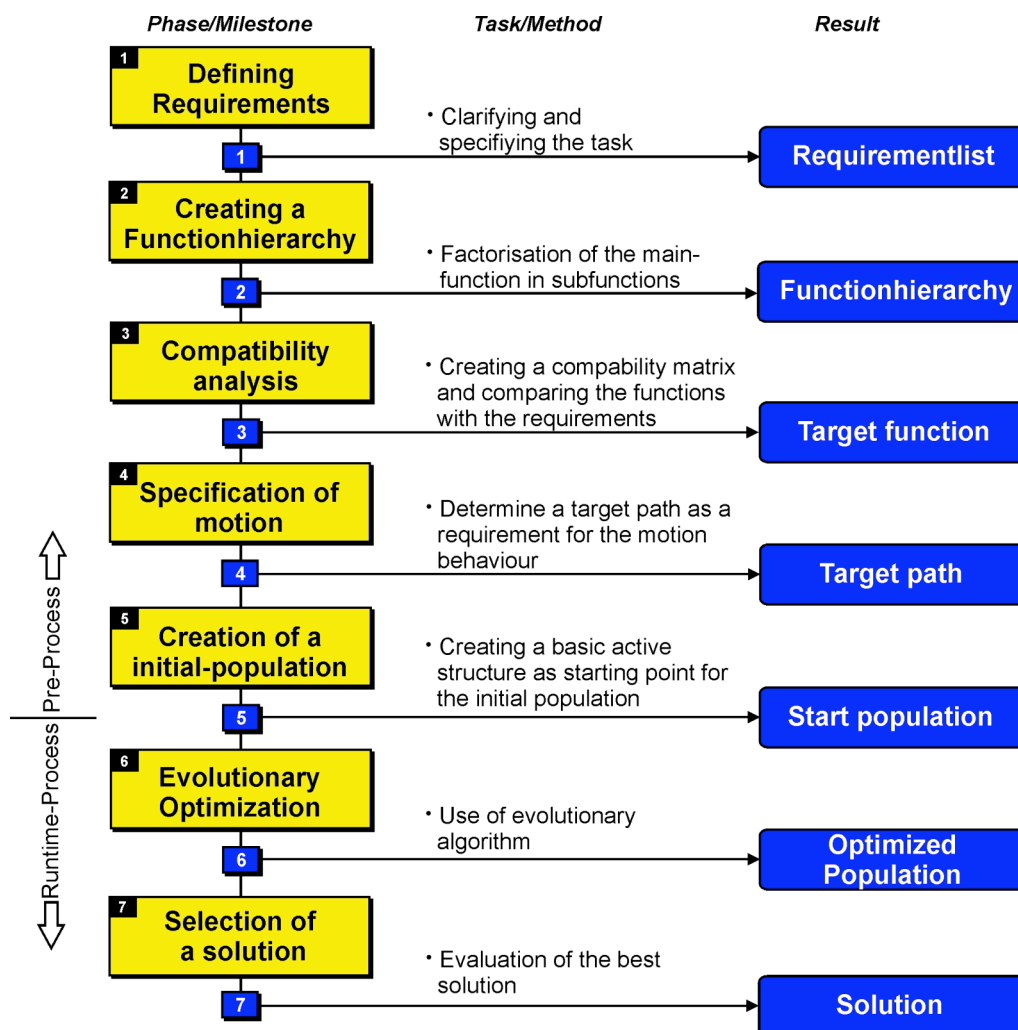 Phase/Milestone
Task/Method
Result
1
Defining
Requirements
• Clarifying and
specifiying the task
1
Requirementlist
2
Creating a
Functionhierarchy
• Factorisation of the main-
function in subfunctions
2
Functionhierarchy
3
Compatibility
analysis
• Creating a compability matrix
and comparing the functions
with the requirements
3
Target function
4
Specification of
motion
• Determine a target path as a
requirement for the motion
behaviour
4
Target path
5
Creation of a
initial-population
• Creating a basic active
structure as starting point for
the initial population
5
Start population
Pre-Process
Runtime-Process
6
Evolutionary
Optimization
• Use of evolutionary
algorithm
6
Optimized
Population
7
Selection of
a solution
• Evaluation of the best
solution
7
Solution